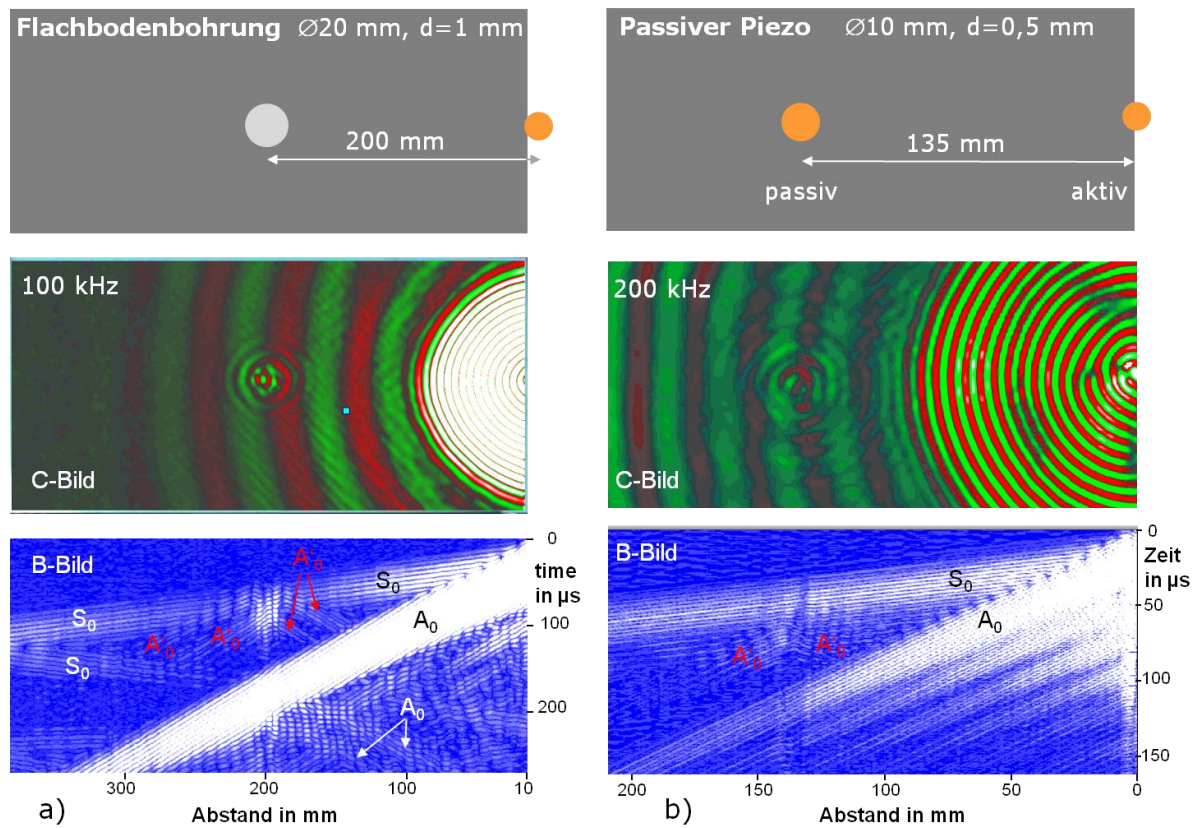 Flachbodenbohrung Ø20 mm, d=1 mm
200 mm
100 kHz
C-Bild
B-Bild
A'₀
S₀
S₀
A'₀
A'₀
A₀
S₀
A₀
0
time
in µs
100
200
300
200
100
10
a)
Abstand in mm
Passiver Piezo Ø10 mm, d=0,5 mm
135 mm
passiv
aktiv
200 kHz
C-Bild
B-Bild
S₀
A₀
A'₀
A'₀
0
Zeit
in µs
50
100
150
200
150
100
50
0
b)
Abstand in mm